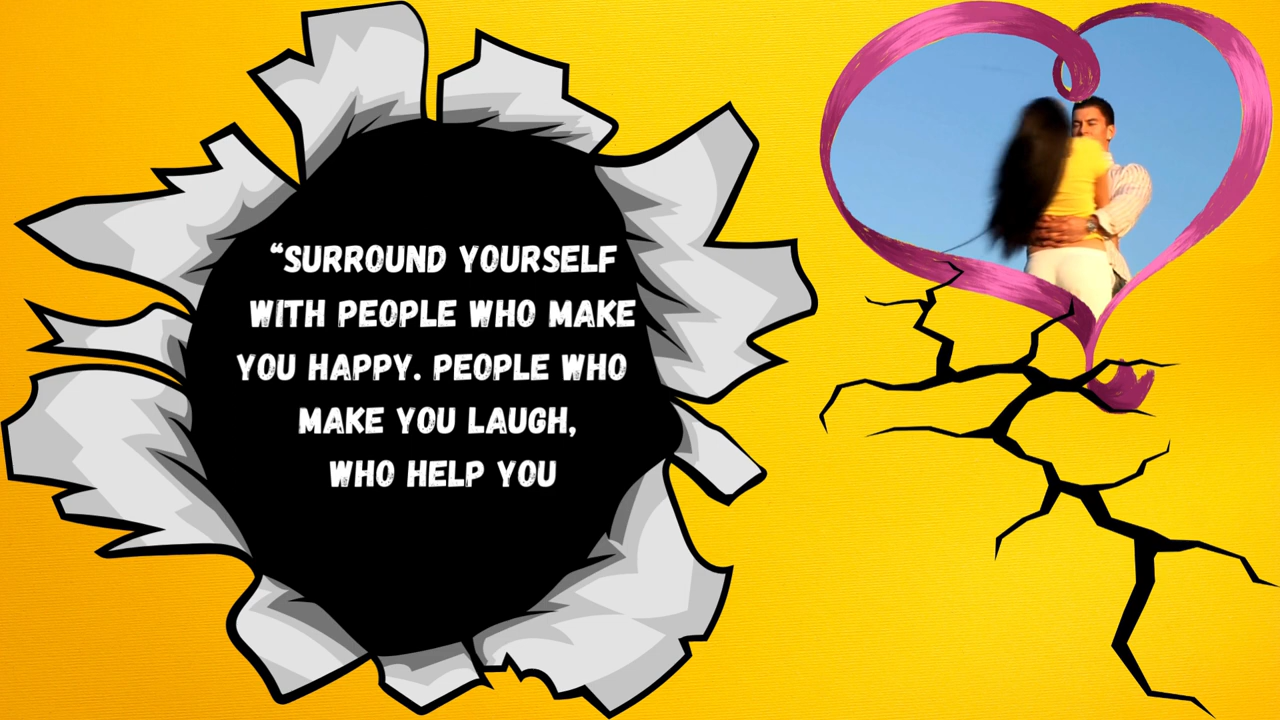 “SURROUND YOURSELF
WITH PEOPLE WHO MAKE
YOU HAPPY. PEOPLE WHO
MAKE YOU LAUGH,
WHO HELP YOU